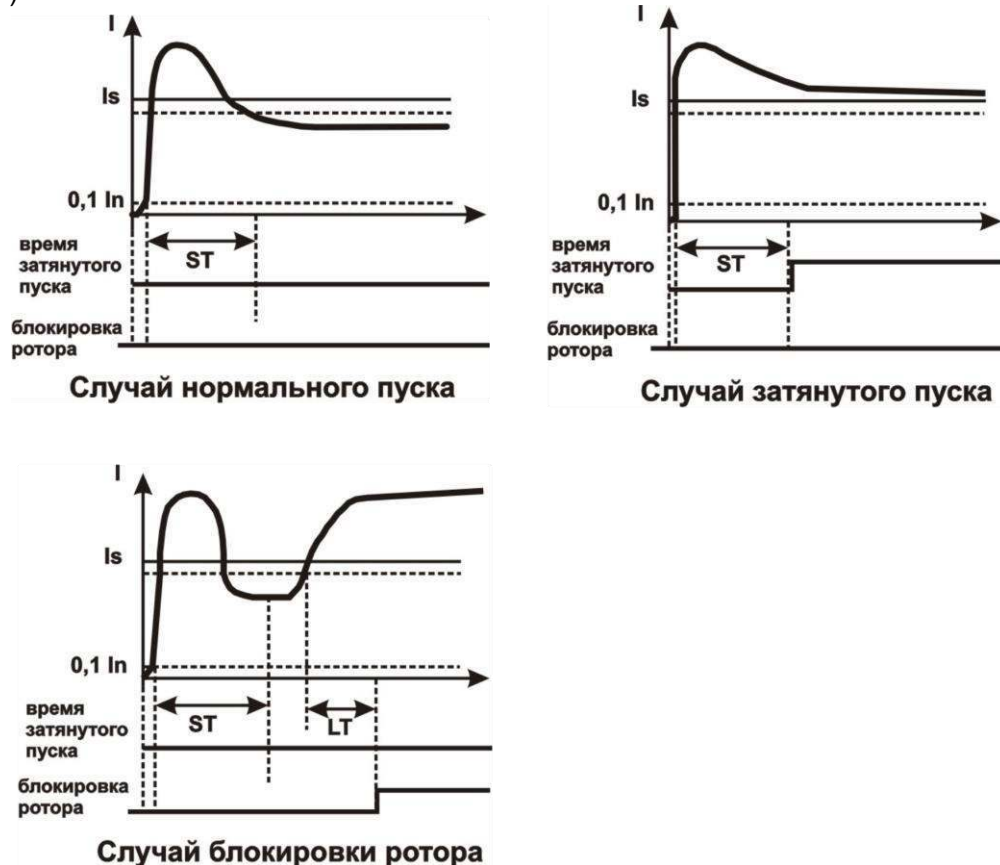 )
I
Is
0,1 In
ST
время
затянутого
пуска
блокировка
ротора
Случай нормального пуска
I
Is
0,1 In
ST
время
затянутого
пуска
блокировка
ротора
Случай затянутого пуска
I
Is
0,1 In
ST
LT
время
затянутого
пуска
блокировка
ротора
Случай блокировки ротора